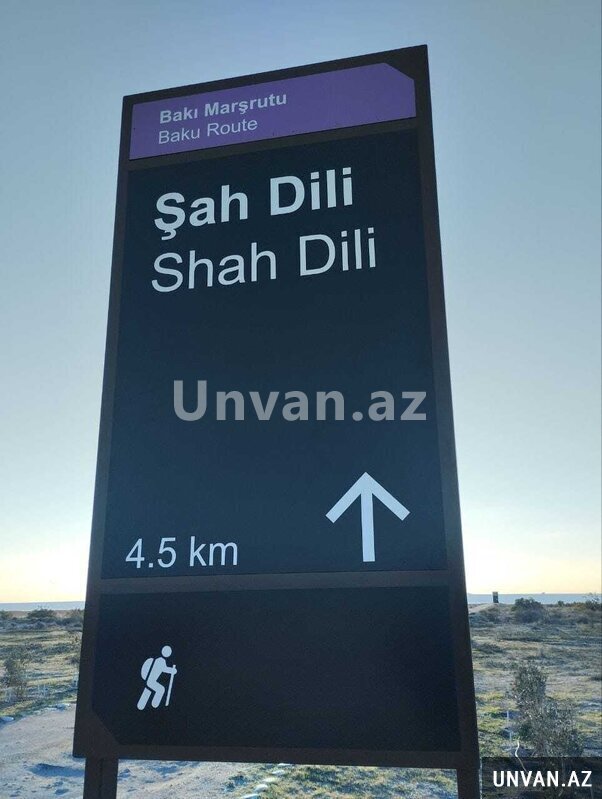 Bakı Marşrutu
Baku Route
Şah Dili
Shah Dili
Unvan.az
4.5 km
UNVAN.AZ